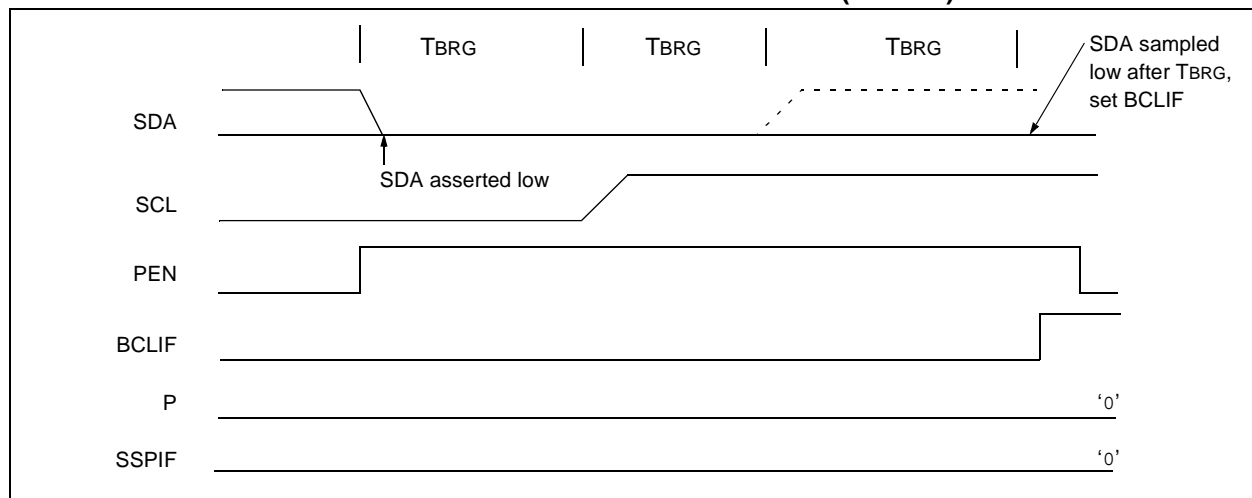 TBRG TBRG TBRG
SDA sampled
low after TBRG,
set BCLIF
SDA
SDA asserted low
SCL
PEN
BCLIF
P
‘0’
SSPIF
‘0’